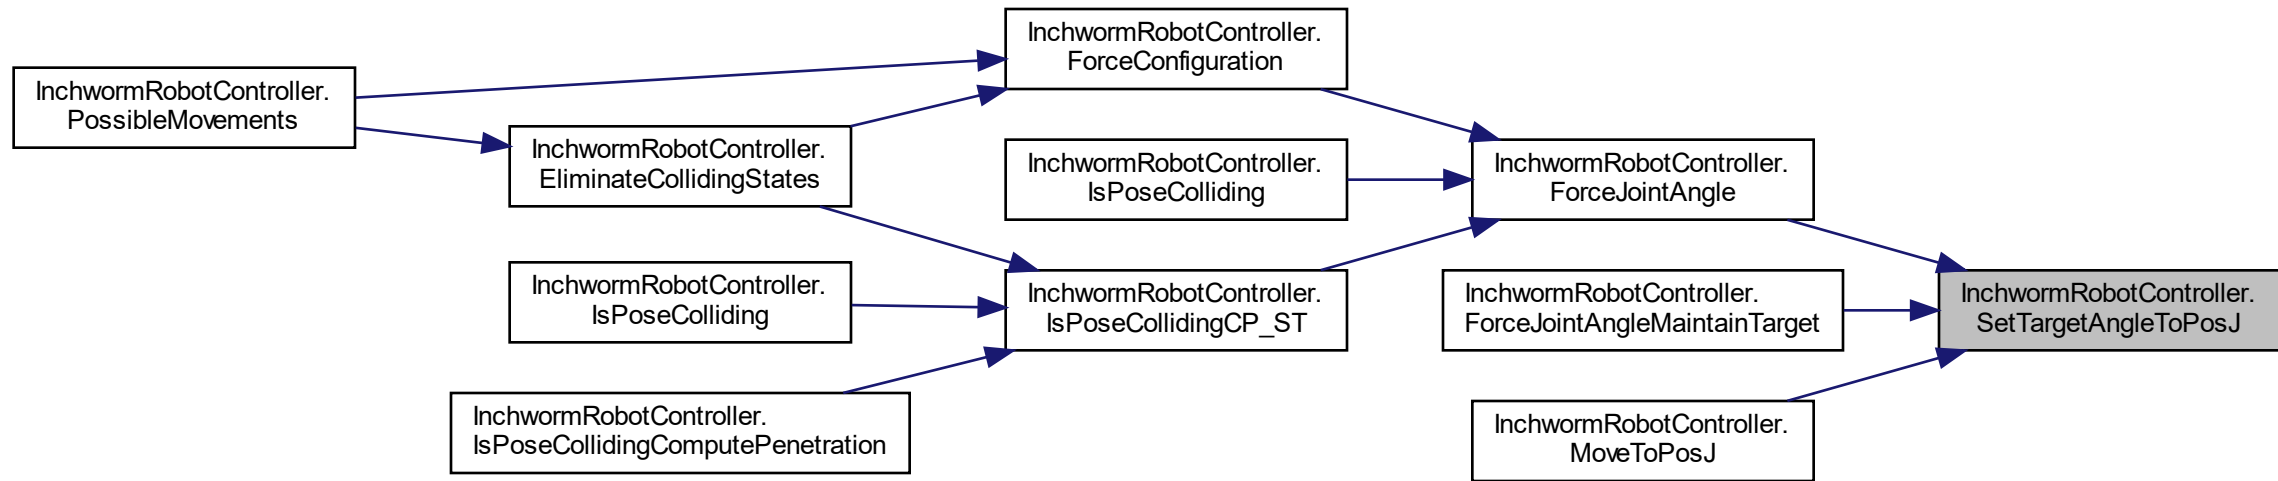 InchwormRobotController.
ForceConfiguration
InchwormRobotController.
PossibleMovements
InchwormRobotController.
EliminateCollidingStates
InchwormRobotController.
IsPoseColliding
InchwormRobotController.
ForceJointAngle
InchwormRobotController.
IsPoseColliding
InchwormRobotController.
IsPoseCollidingCP_ST
InchwormRobotController.
ForceJointAngleMaintainTarget
InchwormRobotController.
SetTargetAngleToPosJ
InchwormRobotController.
IsPoseCollidingComputePenetration
InchwormRobotController.
MoveToPosJ